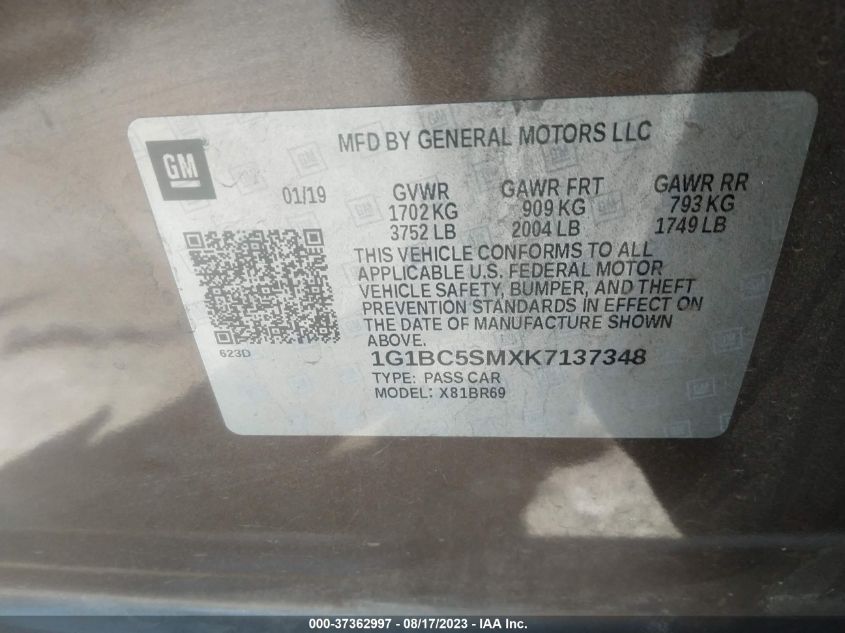 MFD BY GENERAL MOTORS LLC
GM
01/19
GVWR GAWR FRT GAWR RR
1702 KG 909 KG 793 KG
3752 LB 2004 LB 1749 LB
THIS VEHICLE CONFORMS TO ALL
APPLICABLE U.S. FEDERAL MOTOR
VEHICLE SAFETY, BUMPER, AND THEFT
PREVENTION STANDARDS IN EFFECT ON
THE DATE OF MANUFACTURE SHOWN
ABOVE.
623D
1G1BC5SMXK7137348
TYPE: PASS CAR
MODEL: X81BR69
000-37362997 - 08/17/2023 - IAA Inc.